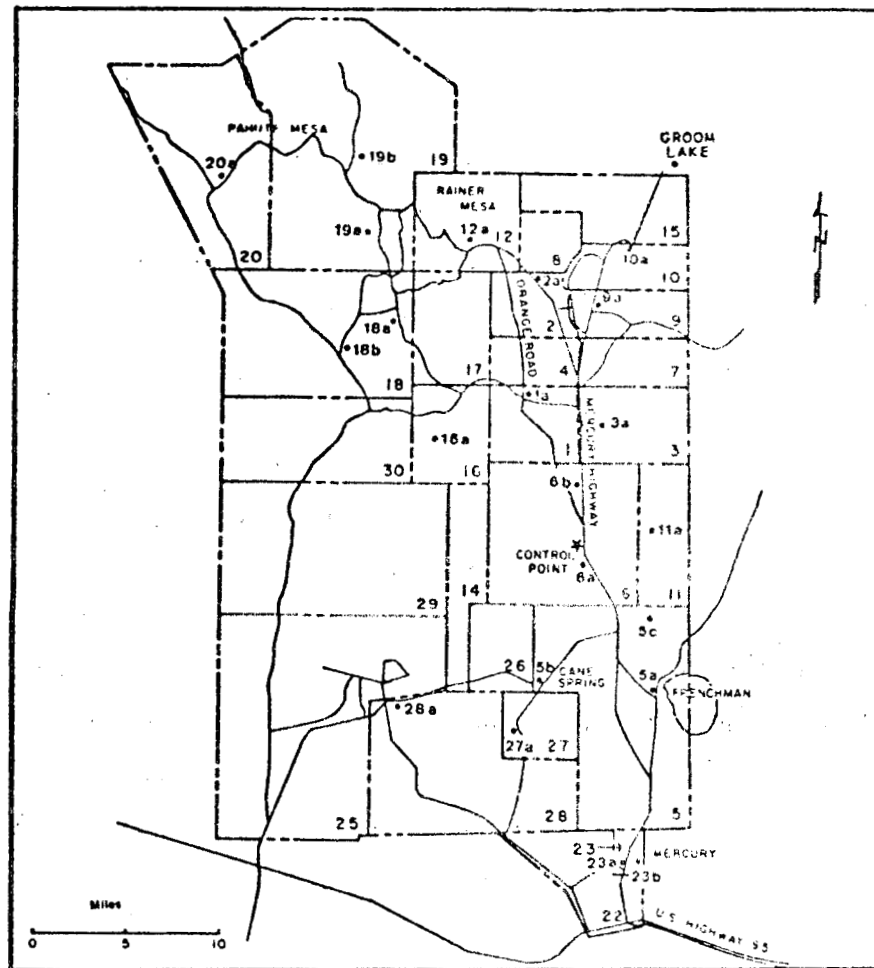 PAHUTE MESA
GROOM
LAKE
19b
19
20a
RAINER
MESA
15
19a
12a
12
10a
20
8
2a
10
9a
ORANGE ROAD
18a
2
9
18b
17
4
7
18
1a
MERCURY HIGHWAY
3a
16a
1
3
30
16
6b
11a
CONTROL
POINT
6a
29
14
6
11
5c
26
5b
CANE
SPRING
5a
FRENCHMAN
28a
27a
27
25
28
5
23
MERCURY
23a
23b
Miles
22
U.S. HIGHWAY 95
0
5
10